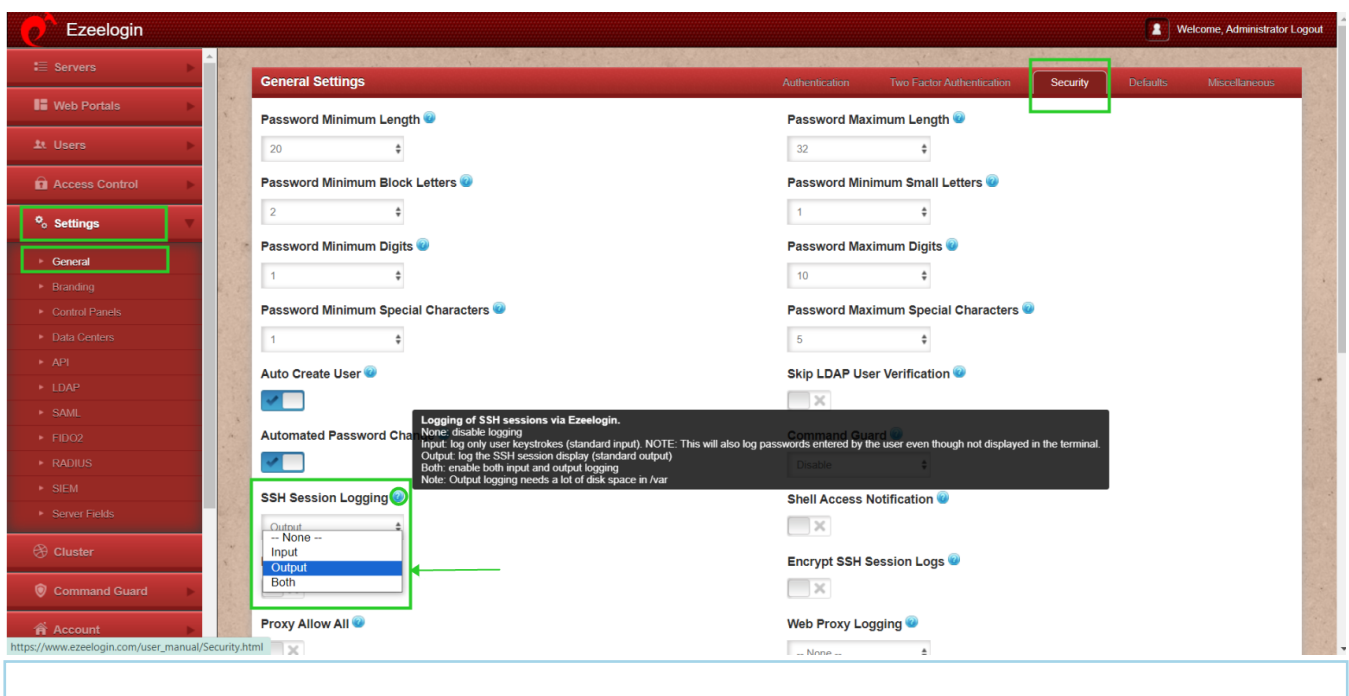 Ezeelogin
Welcome, Administrator Logout
Servers
Web Portals
Users
Access Control
Settings
General
Branding
Control Panels
Data Centers
API
LDAP
SAML
FIDO2
RADIUS
SIEM
Server Fields
Cluster
Command Guard
Account
General Settings
Authentication
Two Factor Authentication
Security
Defaults
Miscellaneous
Password Minimum Length
Password Maximum Length
20
32
Password Minimum Block Letters
Password Minimum Small Letters
2
1
Password Minimum Digits
Password Maximum Digits
1
10
Password Minimum Special Characters
Password Maximum Special Characters
1
5
Auto Create User
Skip LDAP User Verification
Automated Password Chan
Command Guard
Disable
Logging of SSH sessions via Ezeelogin.
None: disable logging
Input: log only user keystrokes (standard input). NOTE: This will also log passwords entered by the user even though not displayed in the terminal.
Output: log the SSH session display (standard output)
Both: enable both input and output logging
Note: Output logging needs a lot of disk space in /var
SSH Session Logging
Shell Access Notification
Output
-- None --
Input
Output
Both
Encrypt SSH Session Logs
Proxy Allow All
Web Proxy Logging
-- None --
https://www.ezeelogin.com/user_manual/Security.html